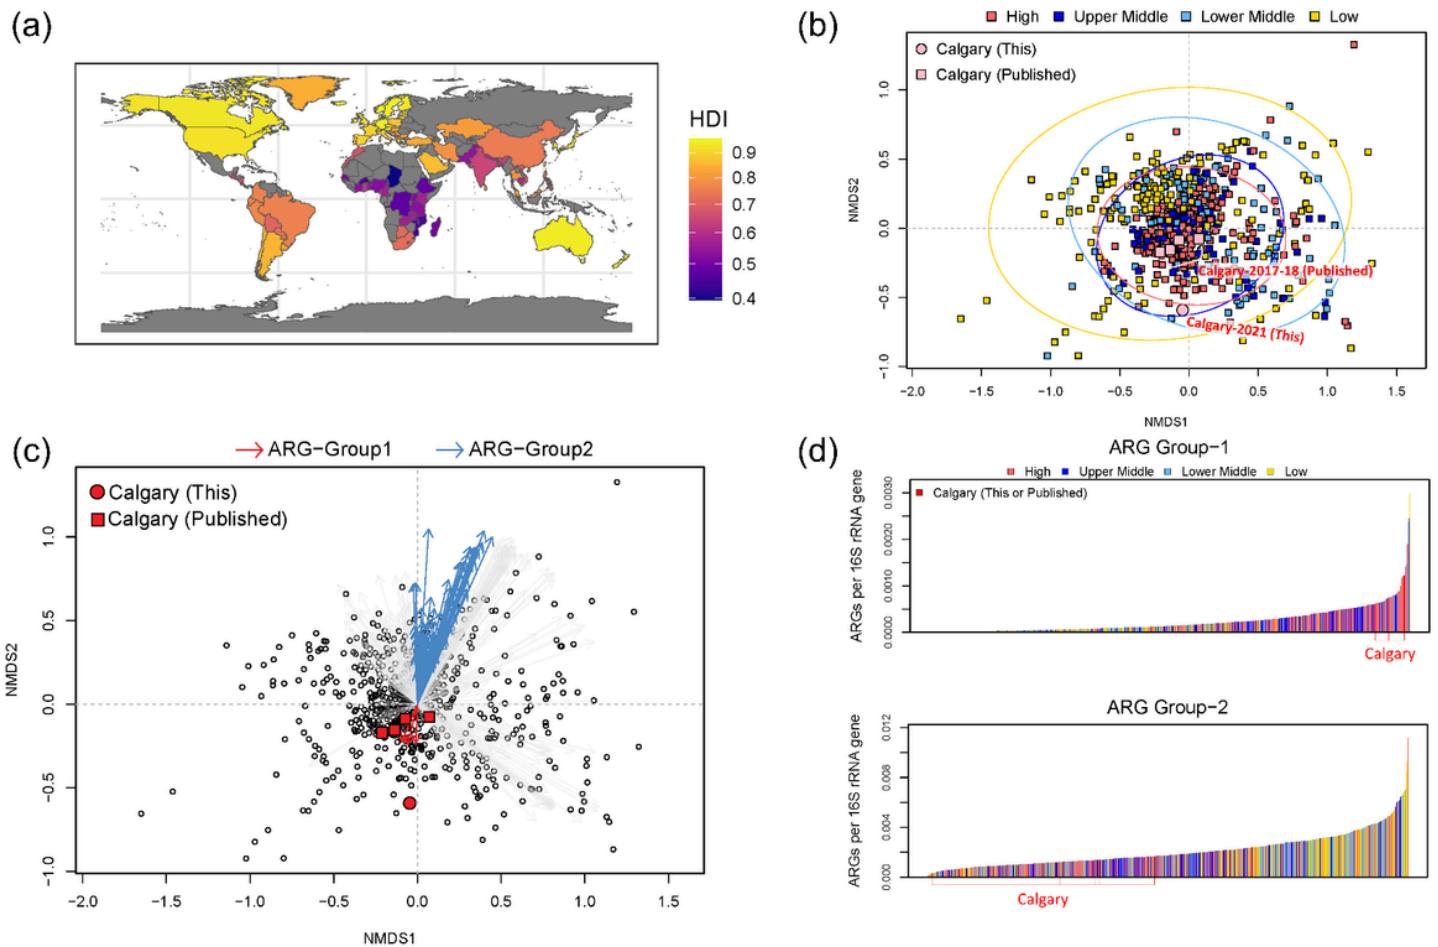 (a)
HDI
0.9
0.8
0.7
0.6
0.5
0.4
(b)
High Upper Middle Lower Middle Low
Calgary (This)
Calgary (Published)
NMDS2
1.0
0.5
0.0
−0.5
−1.0
Calgary-2017-18 (Published)
Calgary-2021 (This)
−2.0 −1.5 −1.0 −0.5 0.0 0.5 1.0 1.5
NMDS1
(c)
ARG−Group1 ARG−Group2
Calgary (This)
Calgary (Published)
NMDS2
1.0
0.5
0.0
−0.5
−1.0
−2.0 −1.5 −1.0 −0.5 0.0 0.5 1.0 1.5
NMDS1
(d)
ARG Group−1
High Upper Middle Lower Middle Low
Calgary (This or Published)
ARGs per 16S rRNA gene
0.0030
0.0020
0.0010
0.0000
Calgary
ARG Group−2
ARGs per 16S rRNA gene
0.012
0.008
0.004
0.000
Calgary